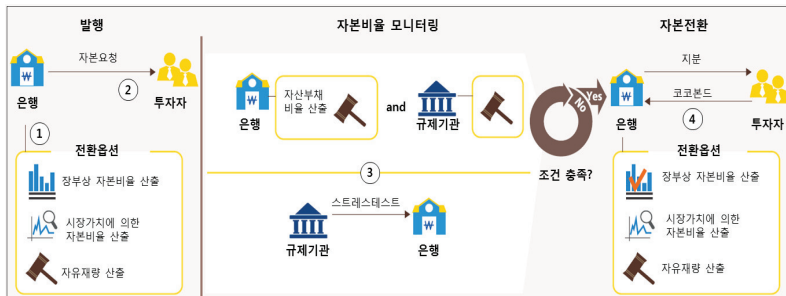 발행
자본비율 모니터링
자본전환
₩
은행
자본요청
②
투자자
①
전환옵션
장부상 자본비율 산출
시장가치에 의한
자본비율 산출
자유재량 산출
은행
₩
자산부채
비율 산출
and
규제기관
③
규제기관
스트레스테스트
₩
은행
No
Yes
조건 충족?
₩
은행
지분
코코본드
④
투자자
전환옵션
장부상 자본비율 산출
시장가치에 의한
자본비율 산출
자유재량 산출